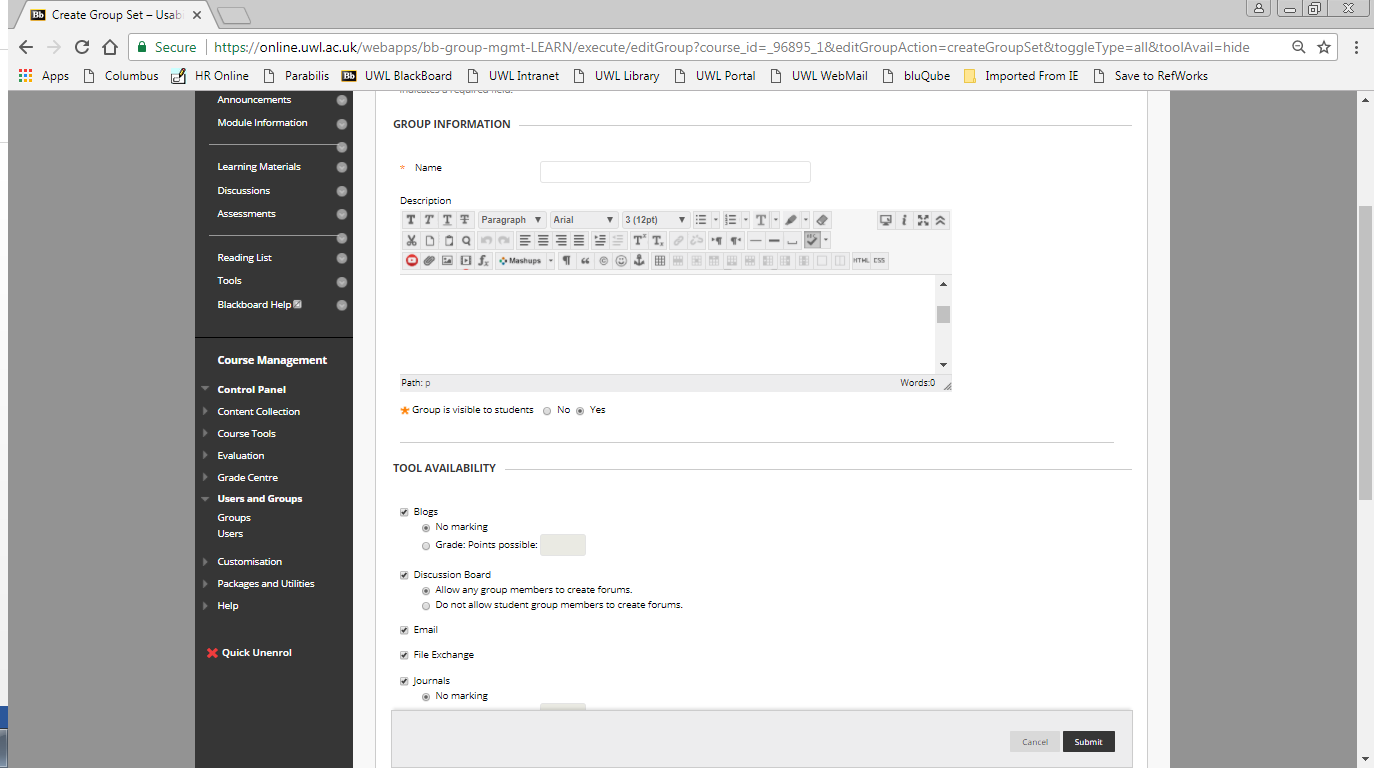 Create Group Set – Usab
Secure https://online.uwl.ac.uk/webapps/bb-group-mgmt-LEARN/execute/editGroup?course_id=_96895_1&editGroupAction=createGroupSet&toggleType=all&toolAvail=hide
Apps Columbus HR Online Parabilis Bb UWL BlackBoard UWL Intranet UWL Library UWL Portal UWL WebMail bluQube Imported From IE Save to RefWorks
Announcements
Module Information
Learning Materials
Discussions
Assessments
Reading List
Tools
Blackboard Help
Course Management
Control Panel
Content Collection
Course Tools
Evaluation
Grade Centre
Users and Groups
Groups
Users
Customisation
Packages and Utilities
Help
Quick Unenrol
indicates a required field.
GROUP INFORMATION
* Name
Description
Paragraph Arial 3 (12pt)
Mashups HTML CSS
Path: p Words:0
Group is visible to students No Yes
TOOL AVAILABILITY
Blogs
No marking
Grade: Points possible:
Discussion Board
Allow any group members to create forums.
Do not allow student group members to create forums.
Email
File Exchange
Journals
No marking
Cancel Submit